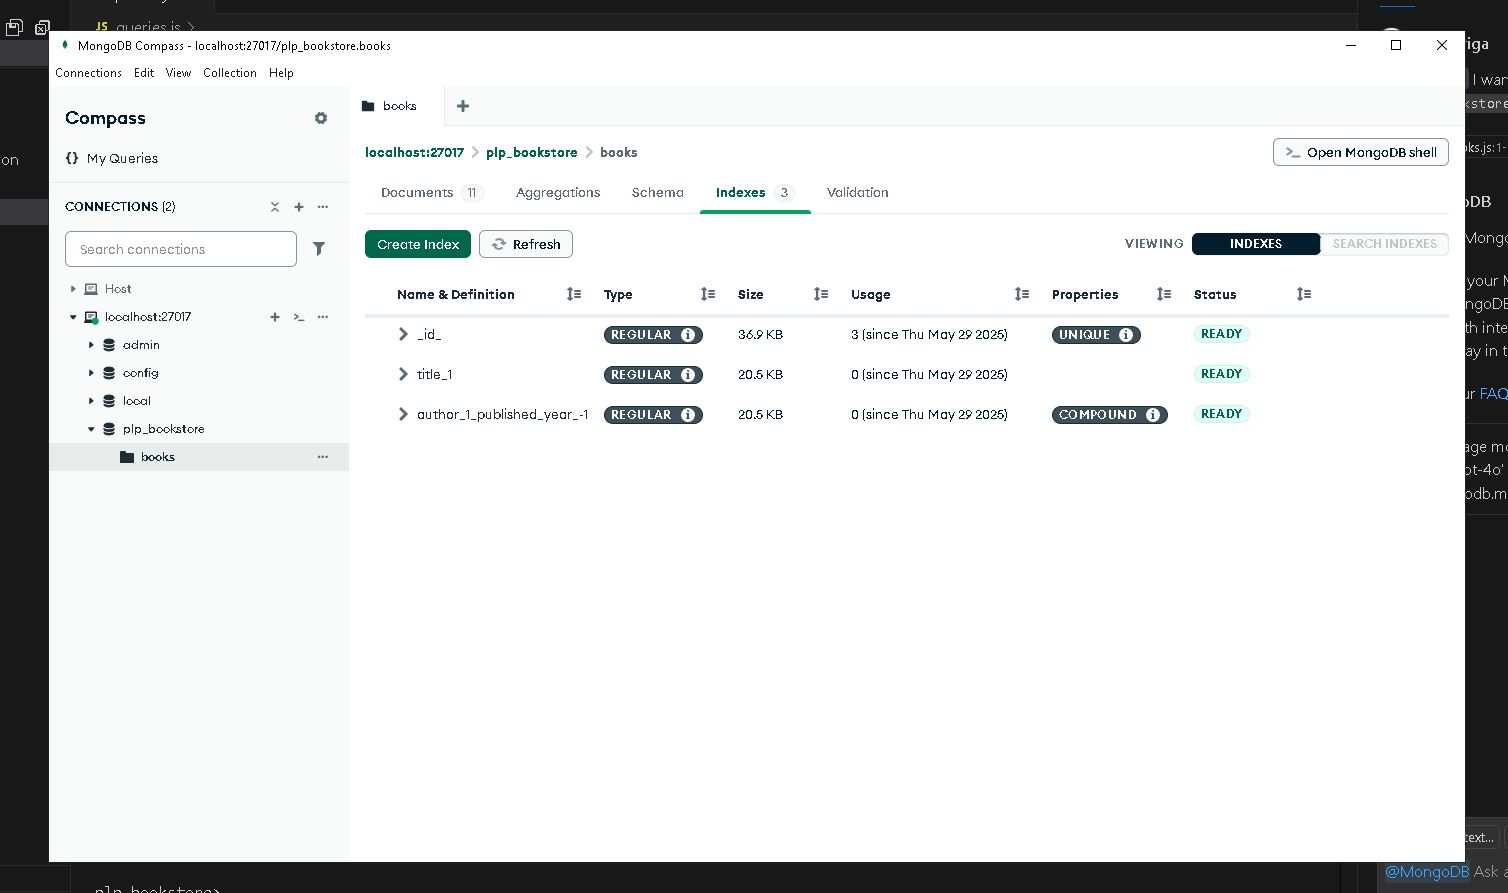 JS queries.js >
MongoDB Compass - localhost:27017/plp_bookstore.books
Connections Edit View Collection Help
Compass
{} My Queries
CONNECTIONS (2)
Search connections
Host
localhost:27017
admin
config
local
plp_bookstore
books
books
localhost:27017 > plp_bookstore > books
>_ Open MongoDB shell
Documents 11 Aggregations Schema Indexes 3 Validation
Create Index Refresh
VIEWING INDEXES SEARCH INDEXES
Name & Definition Type Size Usage Properties Status
_id_ REGULAR 36.9 KB 3 (since Thu May 29 2025) UNIQUE READY
title_1 REGULAR 20.5 KB 0 (since Thu May 29 2025) READY
author_1_published_year_-1 REGULAR 20.5 KB 0 (since Thu May 29 2025) COMPOUND READY
on
iga
I wan
kstore
oks.js:1-
oDB
Mongo
your M
ngoDB
th inte
ay in t
ur FAQ
age mo
ot-4o'
odb.m
text...
@MongoDB Ask a
plp_bookstore>